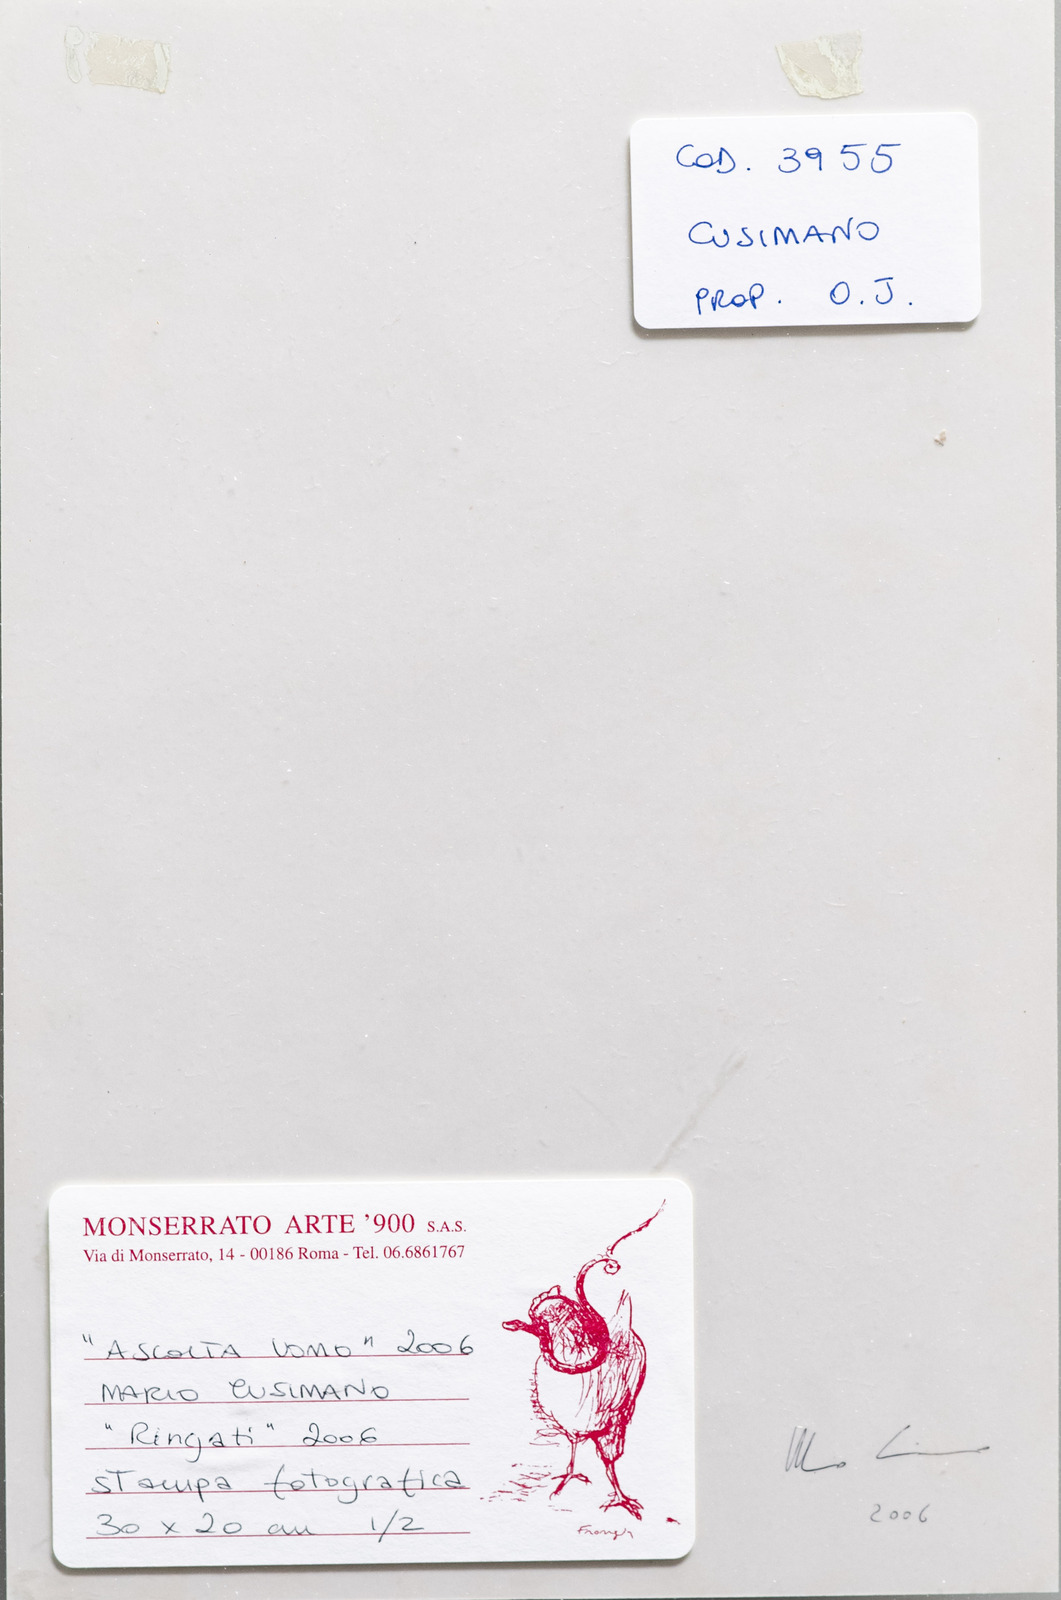 COD. 3955
CUSIMANO
PROP. O.J.
MONSERRATO ARTE '900 S.A.S.
Via di Monserrato, 14 - 00186 Roma - Tel. 06.6861767
"ASCOLTA UOMO" 2006
MARIO CUSIMANO
"Ringati" 2006
stampa fotografica
30 x 20 cm 1/2
2006